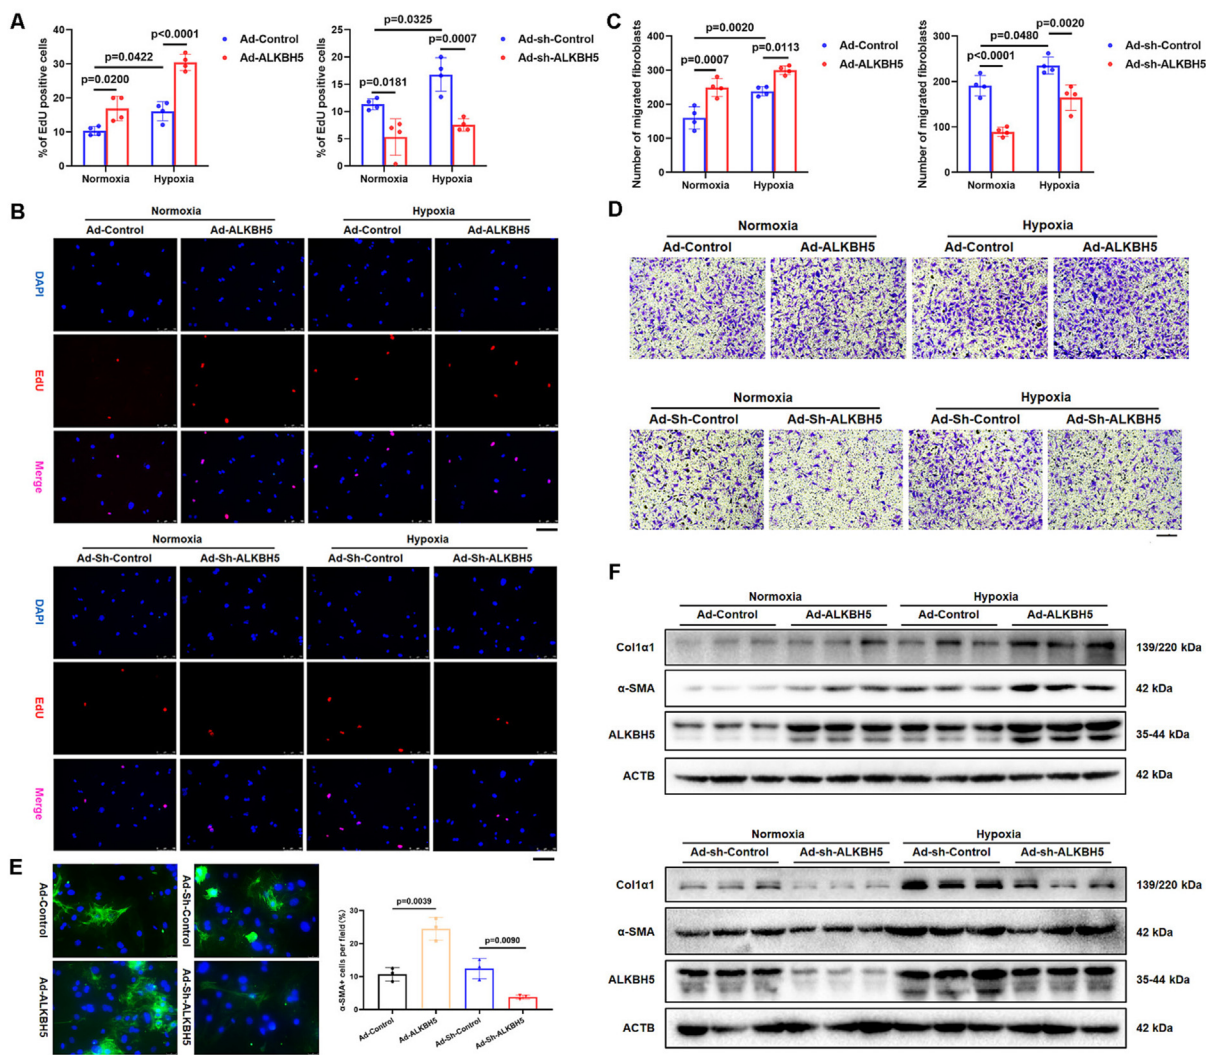 A
% of EdU positive cells
40
30
20
10
0
p<0.0001
p=0.0422
p=0.0200
Normoxia
Hypoxia
Ad-Control
Ad-ALKBH5
% of EdU positive cells
25
20
15
10
5
0
p=0.0325
p=0.0007
p=0.0181
Normoxia
Hypoxia
Ad-sh-Control
Ad-sh-ALKBH5
C
Number of migrated fibroblasts
400
300
200
100
0
p=0.0020
p=0.0113
p=0.0007
Normoxia
Hypoxia
Ad-Control
Ad-ALKBH5
Number of migrated fibroblasts
300
200
100
0
p=0.0020
p=0.0480
p<0.0001
Normoxia
Hypoxia
Ad-Control
Ad-sh-ALKBH5
B
Normoxia
Hypoxia
Ad-Control
Ad-ALKBH5
Ad-Control
Ad-ALKBH5
DAPI
EdU
Merge
Normoxia
Hypoxia
Ad-Sh-Control
Ad-Sh-ALKBH5
Ad-Sh-Control
Ad-Sh-ALKBH5
DAPI
EdU
Merge
D
Normoxia
Hypoxia
Ad-Control
Ad-ALKBH5
Ad-Control
Ad-ALKBH5
Normoxia
Hypoxia
Ad-Sh-Control
Ad-Sh-ALKBH5
Ad-Sh-Control
Ad-Sh-ALKBH5
E
Ad-Control
Ad-Sh-Control
Ad-ALKBH5
Ad-Sh-ALKBH5
α-SMA+ cells per field(%)
40
30
20
10
0
p=0.0039
p=0.0090
Ad-Control
Ad-ALKBH5
Ad-Sh-Control
Ad-Sh-ALKBH5
F
Normoxia
Hypoxia
Ad-Control
Ad-ALKBH5
Ad-Control
Ad-ALKBH5
Col1α1
139/220 kDa
α-SMA
42 kDa
ALKBH5
35-44 kDa
ACTB
42 kDa
Normoxia
Hypoxia
Ad-sh-Control
Ad-sh-ALKBH5
Ad-sh-Control
Ad-sh-ALKBH5
Col1α1
139/220 kDa
α-SMA
42 kDa
ALKBH5
35-44 kDa
ACTB
42 kDa